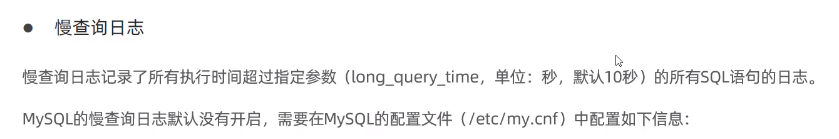 ● 慢查询日志
慢查询日志记录了所有执行时间超过指定参数（long_query_time，单位：秒，默认10秒）的所有SQL语句的日志。
MySQL的慢查询日志默认没有开启，需要在MySQL的配置文件（/etc/my.cnf）中配置如下信息：